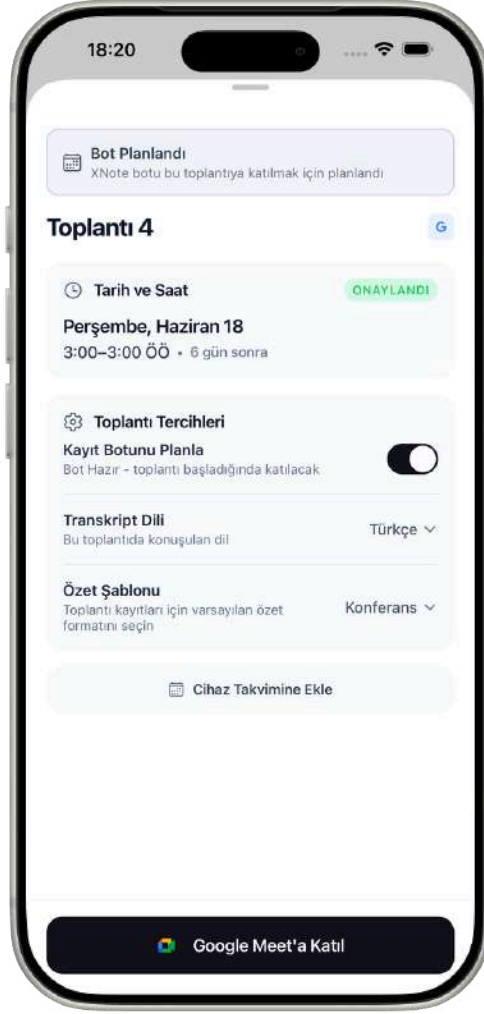 18:20
Bot Planlandı
XNote botu bu toplantıya katılmak için planlandı
Toplantı 4
G
Tarih ve Saat
ONAYLANDI
Perşembe, Haziran 18
3:00–3:00 ÖÖ • 6 gün sonra
Toplantı Tercihleri
Kayıt Botunu Planla
Bot Hazır - toplantı başladığında katılacak
Transkript Dili
Bu toplantıda konuşulan dil
Türkçe
Özet Şablonu
Toplantı kayıtları için varsayılan özet
formatını seçin
Konferans
Cihaz Takvimine Ekle
Google Meet'a Katıl